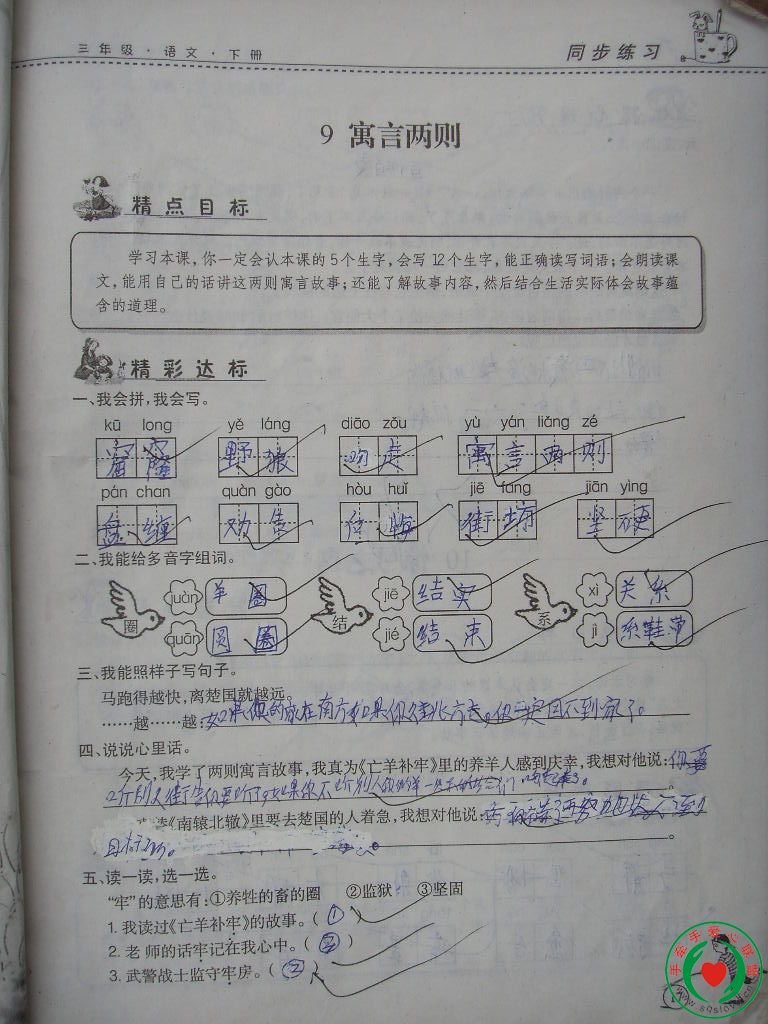 三年级·语文·下册
同步练习
9 寓言两则
精点目标
学习本课，你一定会认本课的5个生字，会写12个生字，能正确读写词语；会朗读课
文，能用自己的话讲这两则寓言故事；还能了解故事内容，然后结合生活实际体会故事蕴
含的道理。
精彩达标
一、我会拼，我会写。
kū long yě láng diāo zǒu yù yán liǎng zé
窟窿 野狼 叼走 寓言两则
pán chan quàn gào hòu huǐ jiē fang jiān yìng
盘缠 劝告 后悔 街坊 坚硬
二、我能给多音字组词。
juàn 羊圈 jiē 结实 xì 关系
圈 结 系
quān 圆圈 jié 结束 jì 系鞋带
三、我能照样子写句子。
马跑得越快，离楚国就越远。
……越……越
四、说说心里话。
今天，我学了两则寓言故事，我真为《亡羊补牢》里的养羊人感到庆幸，我想对他说：你要
读《南辕北辙》里要去楚国的人着急，我想对他说：
五、读一读，选一选。
“牢”的意思有：①养牲的畜的圈 ②监狱 ③坚固
1. 我读过《亡羊补牢》的故事。（①）
2. 老师的话牢记在我心中。（③）
3. 武警战士监守牢房。（②）
手牵手爱心联盟